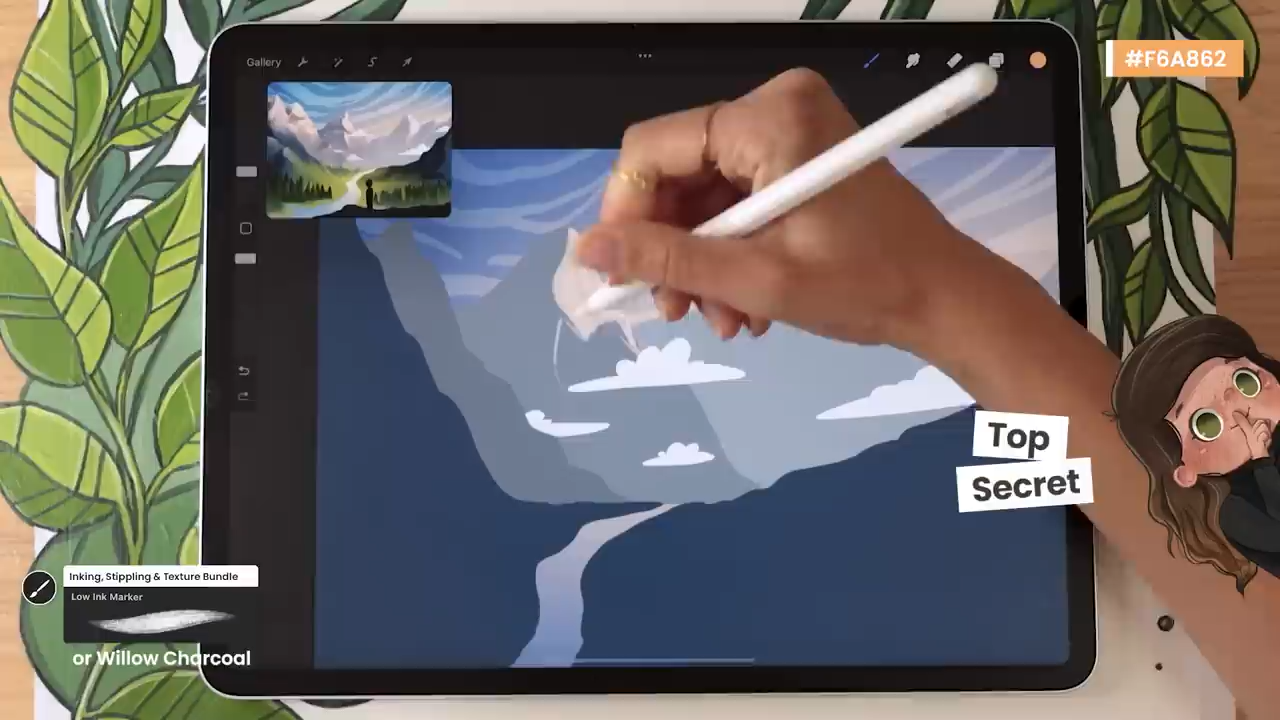 #F6A862
Gallery
Top
Secret
Inking, Stippling & Texture Bundle
Low Ink Marker
or Willow Charcoal